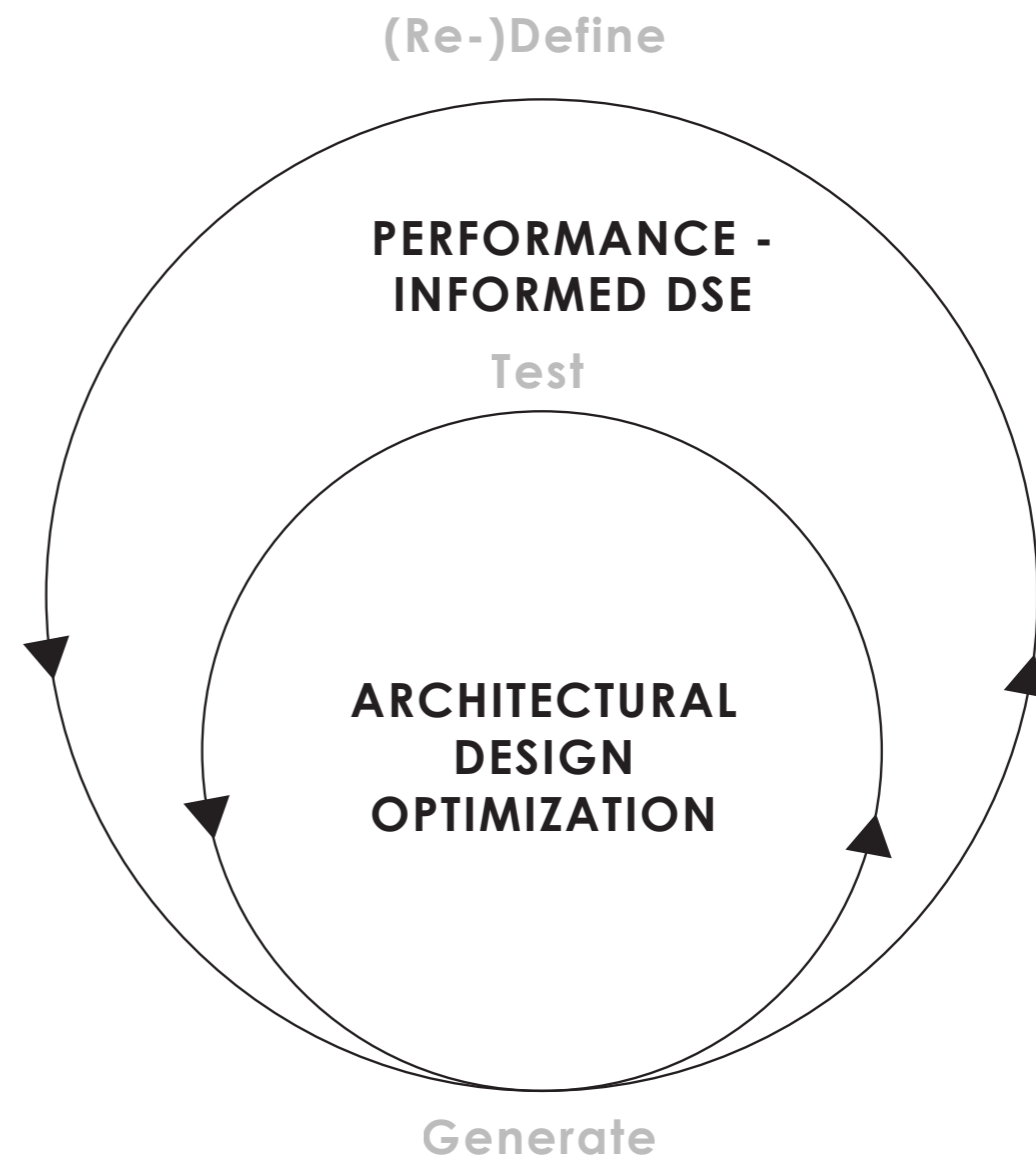 (Re-)Define
PERFORMANCE -
INFORMED DSE
Test
ARCHITECTURAL
DESIGN
OPTIMIZATION
Generate